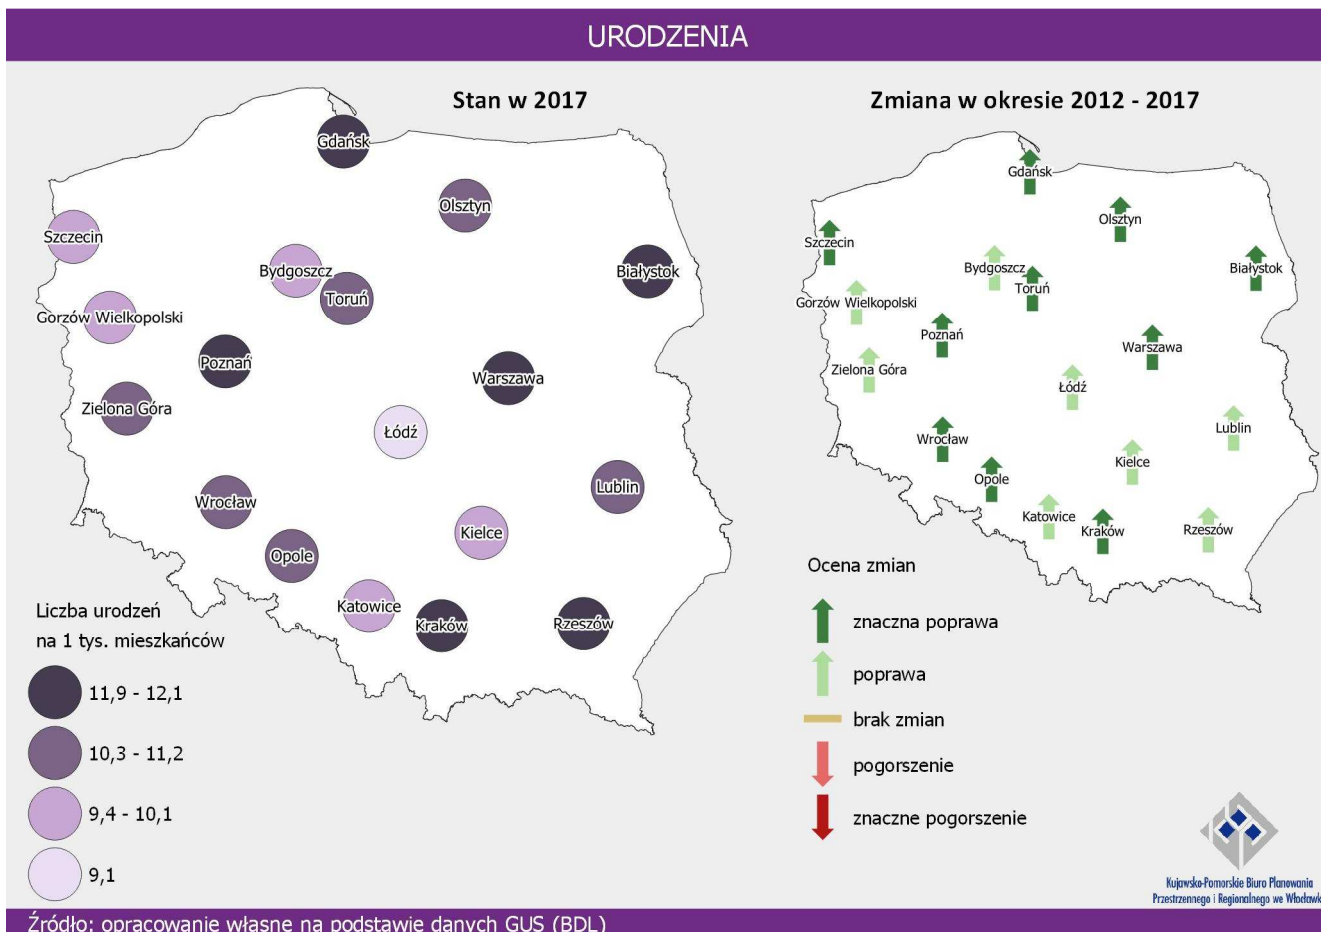 URODZENIA
Stan w 2017
Gdańsk
Olsztyn
Szczecin
Bydgoszcz
Białystok
Toruń
Gorzów Wielkopolski
Poznań
Warszawa
Zielona Góra
Łódź
Lublin
Wrocław
Kielce
Opole
Katowice
Kraków
Rzeszów
Liczba urodzeń
na 1 tys. mieszkańców
11,9 - 12,1
10,3 - 11,2
9,4 - 10,1
9,1
Zmiana w okresie 2012 - 2017
Gdańsk
Olsztyn
Szczecin
Bydgoszcz
Białystok
Toruń
Gorzów Wielkopolski
Poznań
Warszawa
Zielona Góra
Łódź
Lublin
Wrocław
Kielce
Opole
Katowice
Kraków
Rzeszów
Ocena zmian
znaczna poprawa
poprawa
brak zmian
pogorszenie
znaczne pogorszenie
Kujawsko-Pomorskie Biuro Planowania
Przestrzennego i Regionalnego we Włocławk
Źródło: opracowanie własne na podstawie danych GUS (BDL)